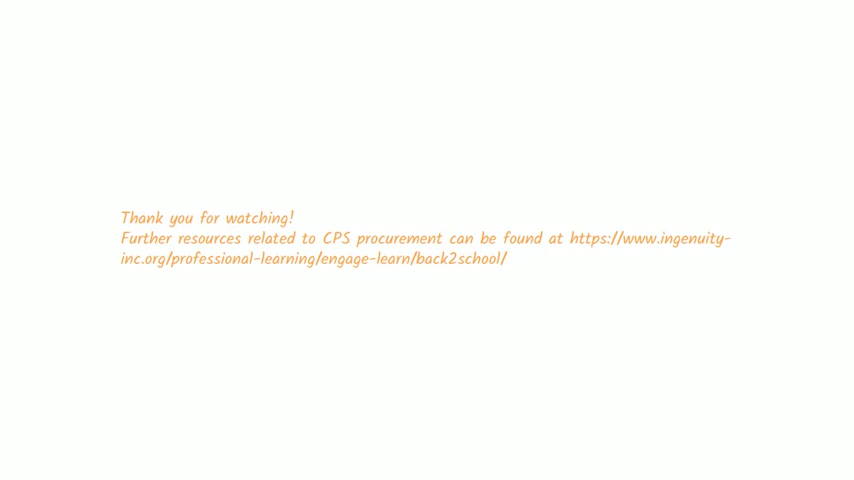 Thank you for watching!
Further resources related to CPS procurement can be found at https://www.ingenuity-
inc.org/professional-learning/engage-learn/back2school/